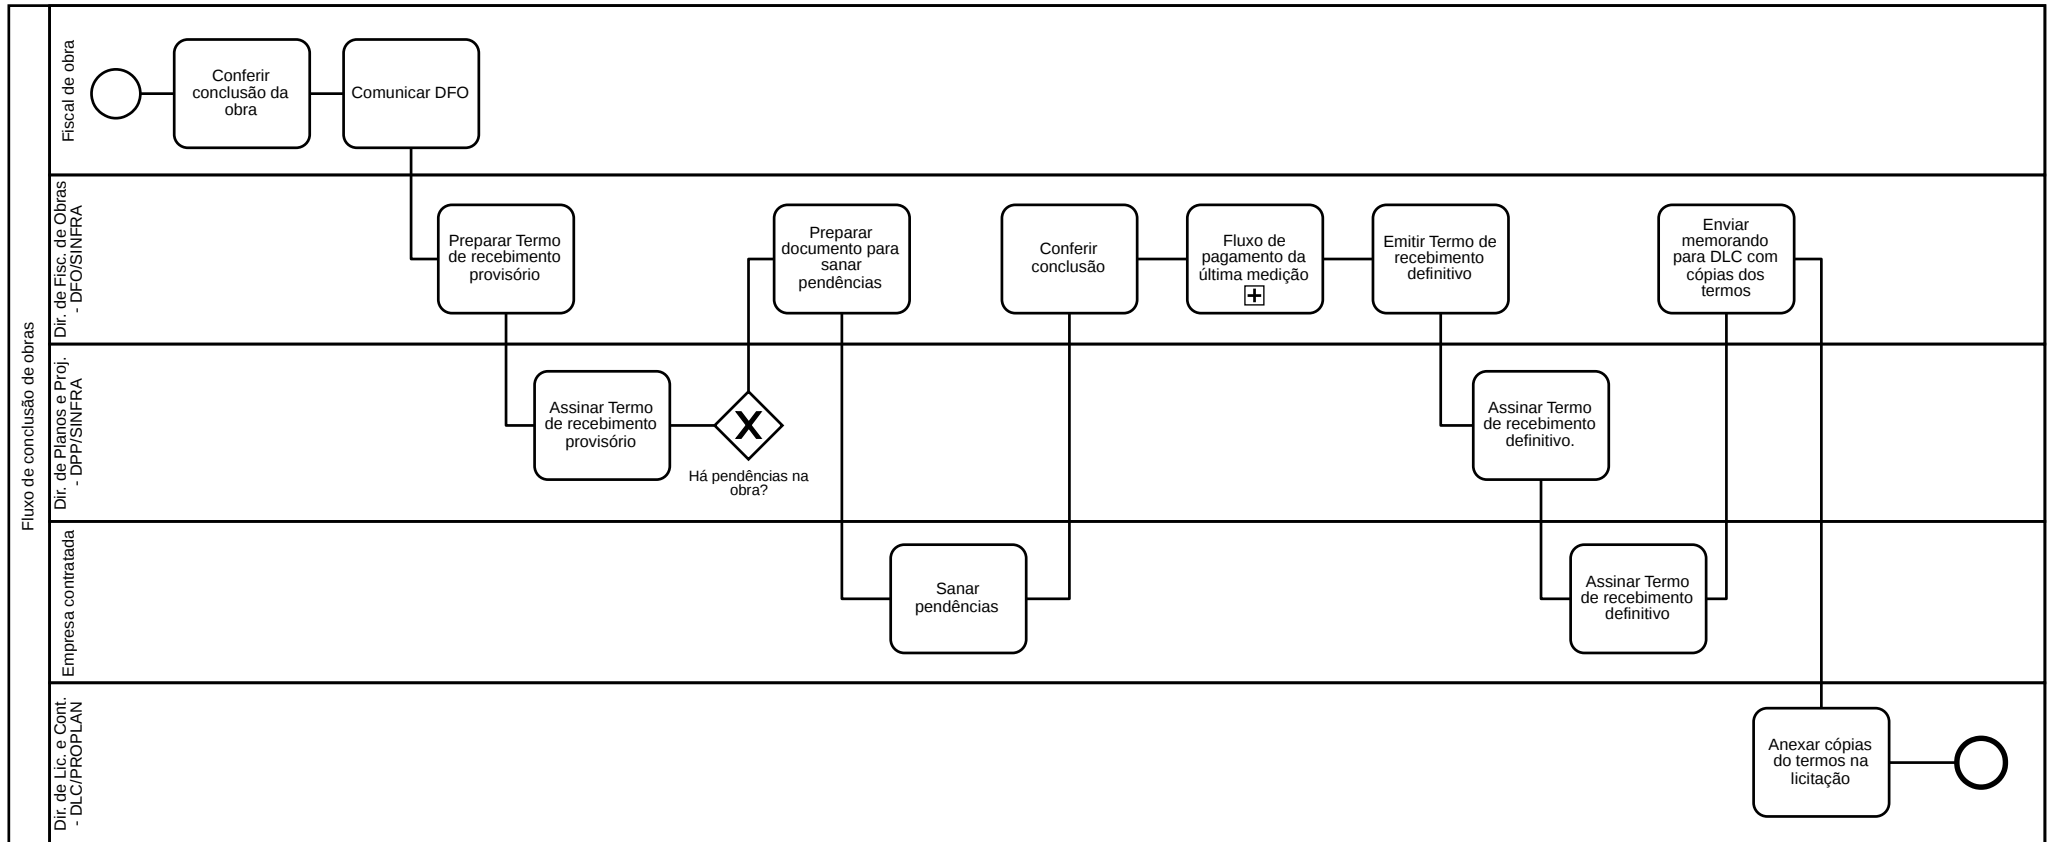 Fluxo de conclusão de obras
Fiscal de obra
Conferir
conclusão da
obra
Comunicar DFO
Dir. de Fisc. de Obras
- DFO/SINFRA
Preparar Termo
de recebimento
provisório
Preparar
documento para
sanar
pendências
Conferir
conclusão
Fluxo de
pagamento da
última medição
Emitir Termo de
recebimento
definitivo
Enviar
memorando
para DLC com
cópias dos
termos
Dir. de Planos e Proj.
- DPP/SINFRA
Assinar Termo
de recebimento
provisório
Há pendências na
obra?
Assinar Termo
de recebimento
definitivo.
Empresa contratada
Sanar
pendências
Assinar Termo
de recebimento
definitivo
Dir. de Lic. e Cont.
- DLC/PROPLAN
Anexar cópias
do termos na
licitação